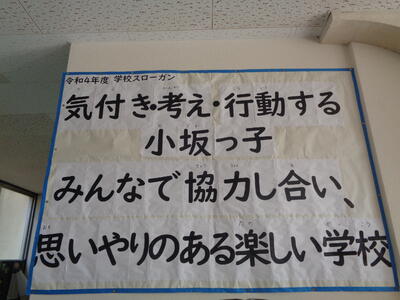 令和4年度 学校スローガン
気付き・考え・行動する
小坂っ子
みんなで協力し合い、
思いやりのある楽しい学校